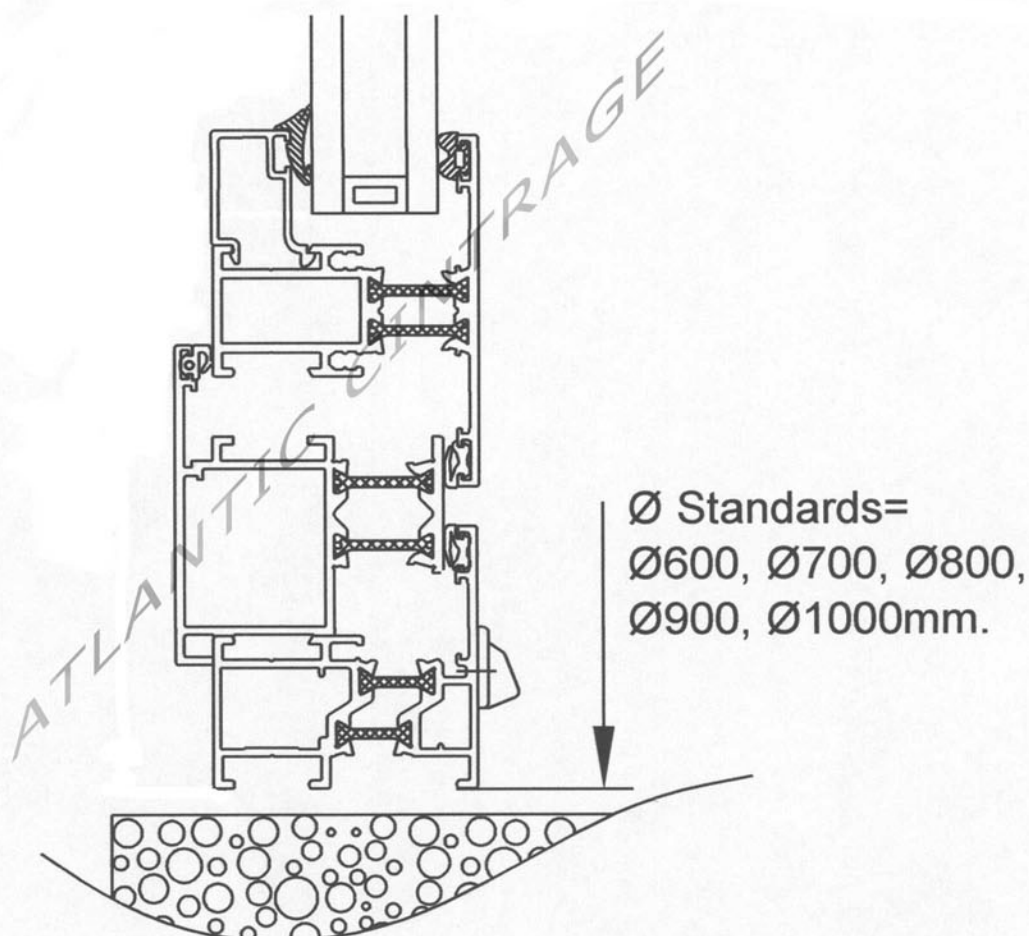 ATLANTIC CINTRAGE
Ø Standards=
Ø600, Ø700, Ø800,
Ø900, Ø1000mm.